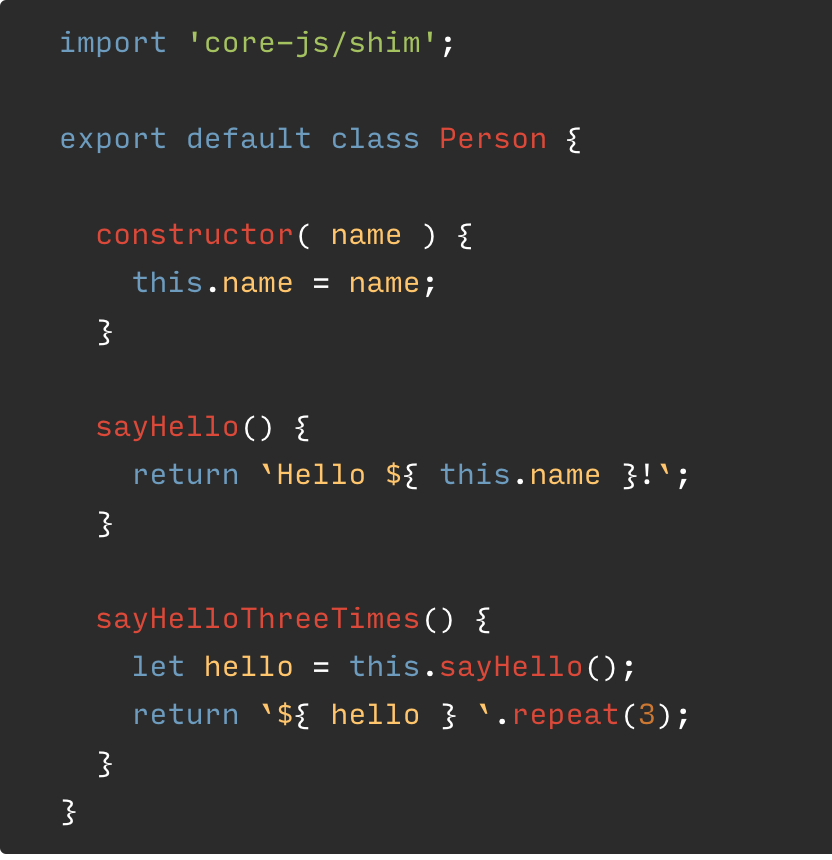 import 'core-js/shim';

export default class Person {

  constructor( name ) {
    this.name = name;
  }

  sayHello() {
    return `Hello ${ this.name }!`;
  }

  sayHelloThreeTimes() {
    let hello = this.sayHello();
    return `${ hello } `.repeat(3);
  }
}